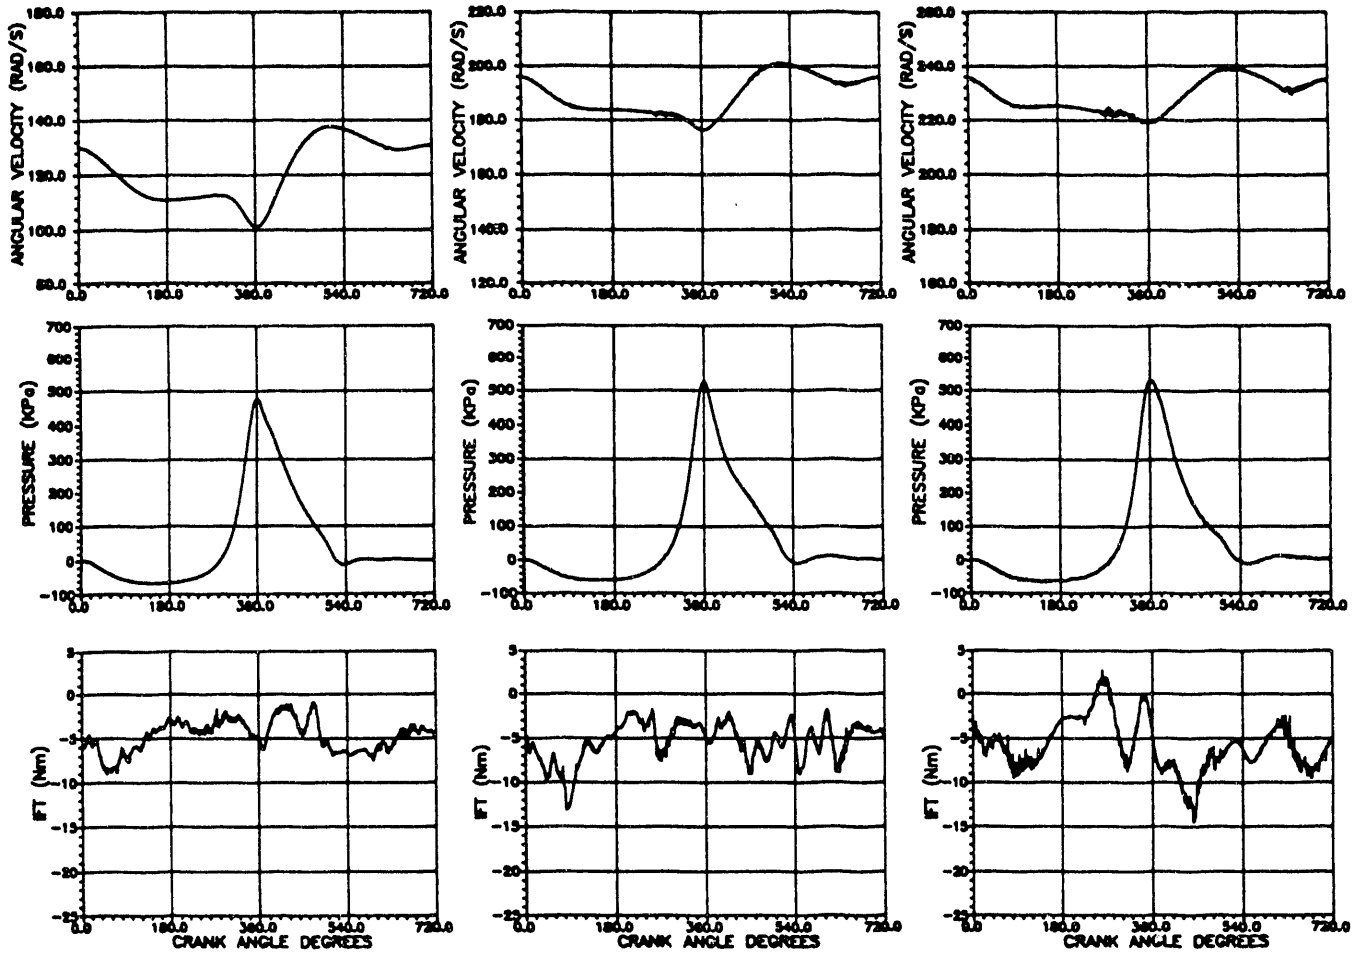 180.0 220.0 260.0
160.0 200.0 240.0
140.0 180.0 220.0
120.0 160.0 200.0
100.0 140.0 180.0
80.0 120.0 160.0
ANGULAR VELOCITY (RAD/S) ANGULAR VELOCITY (RAD/S) ANGULAR VELOCITY (RAD/S)
0.0 180.0 360.0 540.0 720.0 0.0 180.0 360.0 540.0 720.0 0.0 180.0 360.0 540.0 720.0
700 700 700
600 600 600
500 500 500
400 400 400
300 300 300
200 200 200
100 100 100
0 0 0
-100 -100 -100
PRESSURE (KPa) PRESSURE (KPa) PRESSURE (KPa)
0.0 180.0 360.0 540.0 720.0 0.0 180.0 360.0 540.0 720.0 0.0 180.0 360.0 540.0 720.0
5 5 5
0 0 0
-5 -5 -5
-10 -10 -10
-15 -15 -15
-20 -20 -20
-25 -25 -25
IFT (Nm) IFT (Nm) IFT (Nm)
0.0 180.0 360.0 540.0 720.0 0.0 180.0 360.0 540.0 720.0 0.0 180.0 360.0 540.0 720.0
CRANK ANGLE DEGREES CRANK ANGLE DEGREES CRANK ANGLE DEGREES